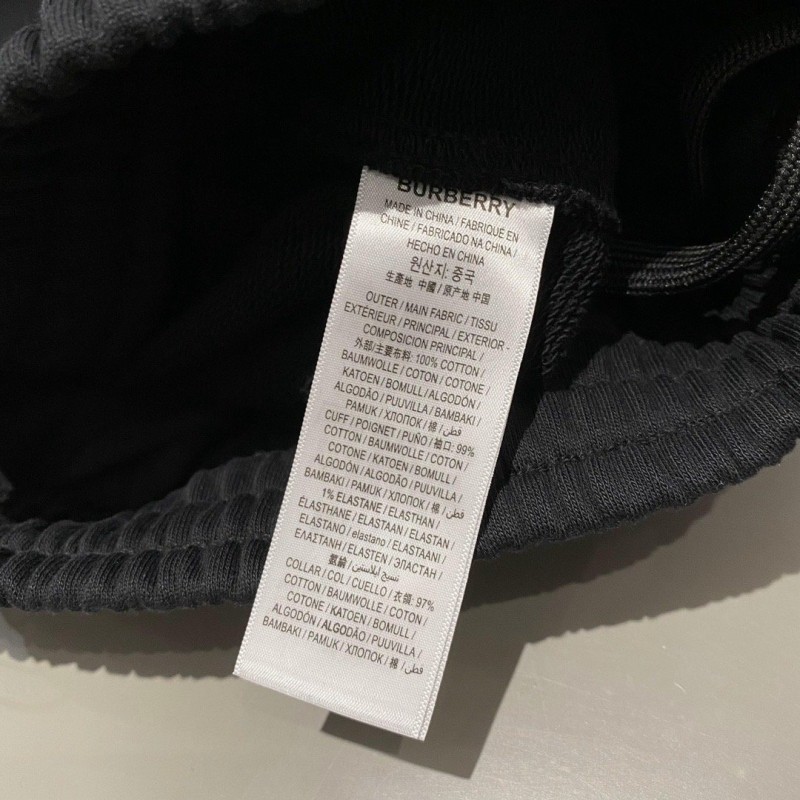 BURBERRY
MADE IN CHINA / FABRIQUÉ EN
CHINE / FABRICADO NA CHINA /
HECHO EN CHINA
원산지: 중국
生產地 中國 / 原产地 中国
OUTER / MAIN FABRIC / TISSU
EXTÉRIEUR / PRINCIPAL / EXTERIOR -
COMPOSICION PRINCIPAL /
外部/主要布料: 100% COTTON /
BAUMWOLLE / COTON / COTONE /
KATOEN / BOMULL / ALGODÓN /
ALGODÃO / PUUVILLA / BAMBAKI /
PAMUK / ХЛОПОК / 棉 / قطن
CUFF / POIGNET / PUÑO / 袖口: 99%
COTTON / BAUMWOLLE / COTON /
COTONE / KATOEN / BOMULL /
ALGODÓN / ALGODÃO / PUUVILLA /
BAMBAKI / PAMUK / ХЛОПОК / 棉 / قطن
1% ELASTANE / ELASTHAN /
ÉLASTHANE / ELASTAAN / ELASTAN /
ELASTANO / elastano / ELASTAANI /
ΕΛΑΣΤΑΝΗ / ELASTEN / ЭЛАСТАН /
氨綸 / نسيج إيلاستين
COLLAR / COL / CUELLO / 衣領: 97%
COTTON / BAUMWOLLE / COTON /
COTONE / KATOEN / BOMULL /
ALGODÓN / ALGODÃO / PUUVILLA /
BAMBAKI / PAMUK / ХЛОПОК / 棉 / قطن